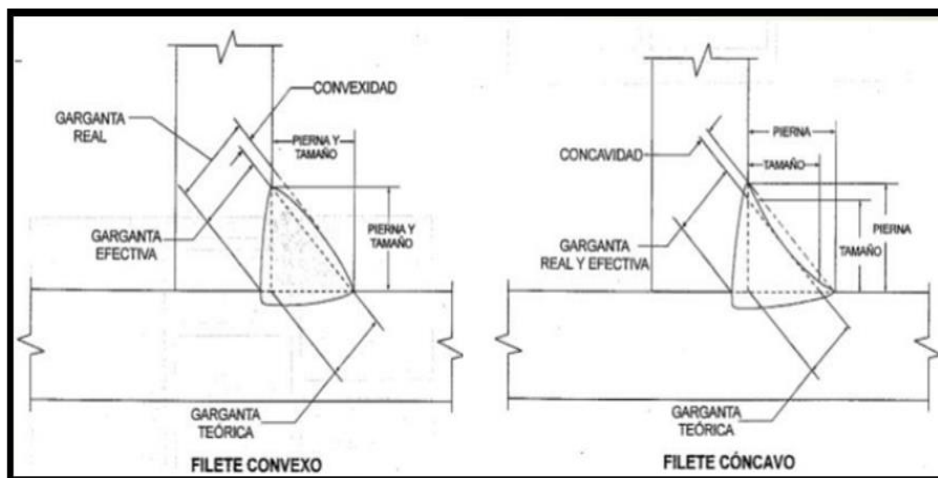 CONVEXIDAD
GARGANTA
REAL
PIERNA Y
TAMAÑO
PIERNA Y
TAMAÑO
GARGANTA
EFECTIVA
GARGANTA
TEÓRICA
FILETE CONVEXO
PIERNA
CONCAVIDAD
TAMAÑO
PIERNA
TAMAÑO
GARGANTA
REAL Y EFECTIVA
GARGANTA
TEÓRICA
FILETE CÓNCAVO